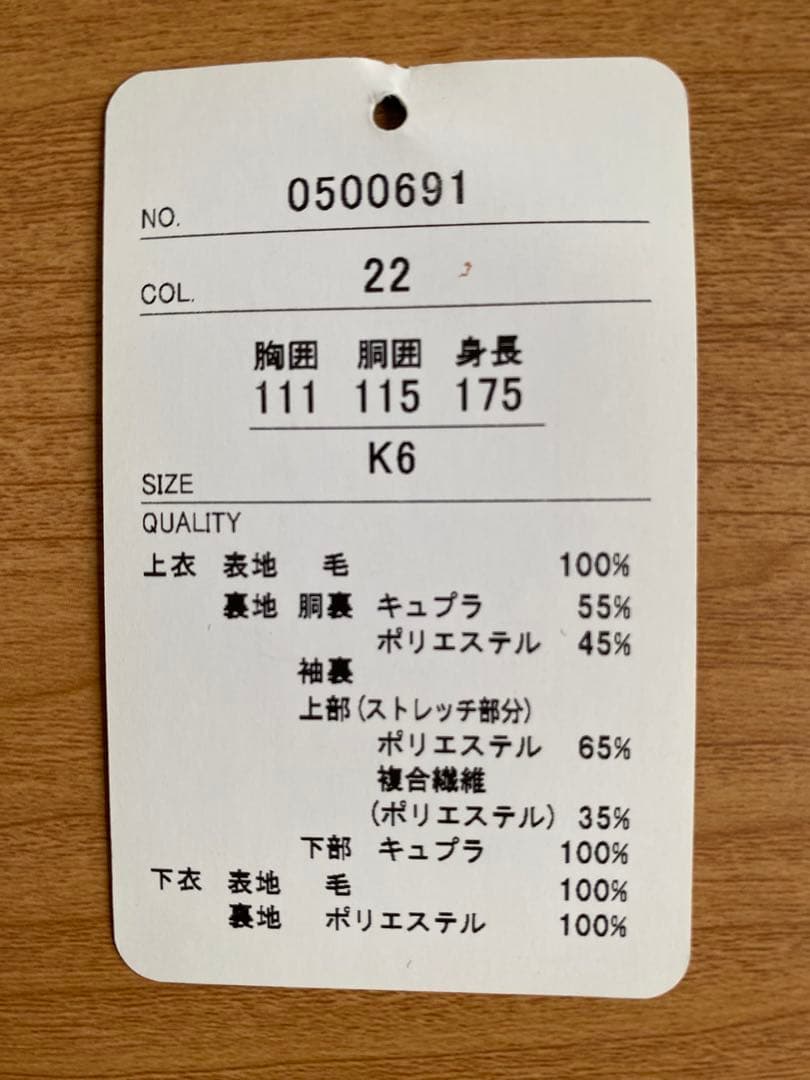 NO. 0500691
COL. 22
胸囲 胴囲 身長
111 115 175
SIZE K6
QUALITY
上衣 表地 毛 100%
裏地 胴裏 キュプラ 55%
ポリエステル 45%
袖裏
上部(ストレッチ部分)
ポリエステル 65%
複合繊維
(ポリエステル) 35%
下部 キュプラ 100%
下衣 表地 毛 100%
裏地 ポリエステル 100%